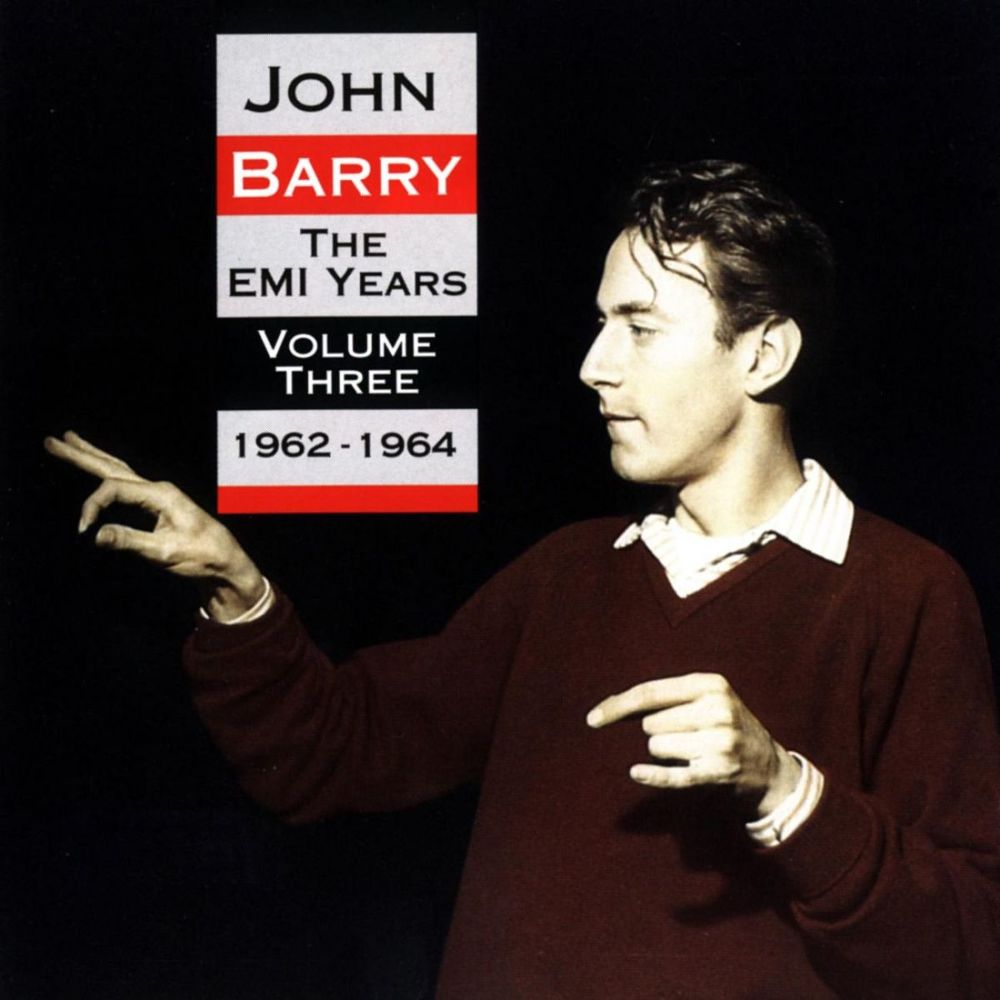 JOHN
BARRY
THE
EMI YEARS
VOLUME
THREE
1962 - 1964